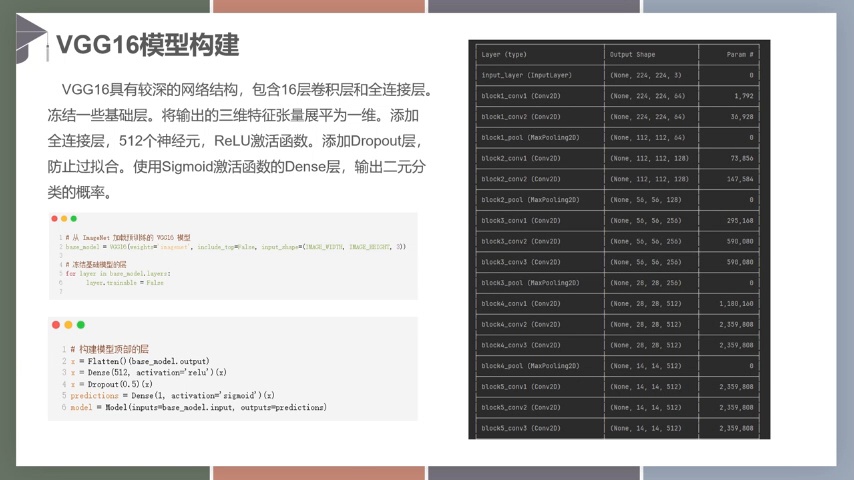 VGG16模型构建
VGG16具有较深的网络结构，包含16层卷积层和全连接层。
冻结一些基础层。将输出的三维特征张量展平为一维。添加
全连接层，512个神经元，ReLU激活函数。添加Dropout层，
防止过拟合。使用Sigmoid激活函数的Dense层，输出二元分
类的概率。
1 # 从 ImageNet 加载预训练的 VGG16 模型
2 base_model = VGG16(weights='imagenet', include_top=False, input_shape=(IMAGE_WIDTH, IMAGE_HEIGHT, 3))
3
4 # 冻结基础模型的层
5 for layer in base_model.layers:
6 layer.trainable = False
7
1 # 构建模型顶部的层
2 x = Flatten()(base_model.output)
3 x = Dense(512, activation='relu')(x)
4 x = Dropout(0.5)(x)
5 predictions = Dense(1, activation='sigmoid')(x)
6 model = Model(inputs=base_model.input, outputs=predictions)
Layer (type) Output Shape Param #
input_layer (InputLayer) (None, 224, 224, 3) 0
block1_conv1 (Conv2D) (None, 224, 224, 64) 1,792
block1_conv2 (Conv2D) (None, 224, 224, 64) 36,928
block1_pool (MaxPooling2D) (None, 112, 112, 64) 0
block2_conv1 (Conv2D) (None, 112, 112, 128) 73,856
block2_conv2 (Conv2D) (None, 112, 112, 128) 147,584
block2_pool (MaxPooling2D) (None, 56, 56, 128) 0
block3_conv1 (Conv2D) (None, 56, 56, 256) 295,168
block3_conv2 (Conv2D) (None, 56, 56, 256) 590,080
block3_conv3 (Conv2D) (None, 56, 56, 256) 590,080
block3_pool (MaxPooling2D) (None, 28, 28, 256) 0
block4_conv1 (Conv2D) (None, 28, 28, 512) 1,180,160
block4_conv2 (Conv2D) (None, 28, 28, 512) 2,359,808
block4_conv3 (Conv2D) (None, 28, 28, 512) 2,359,808
block4_pool (MaxPooling2D) (None, 14, 14, 512) 0
block5_conv1 (Conv2D) (None, 14, 14, 512) 2,359,808
block5_conv2 (Conv2D) (None, 14, 14, 512) 2,359,808
block5_conv3 (Conv2D) (None, 14, 14, 512) 2,359,808